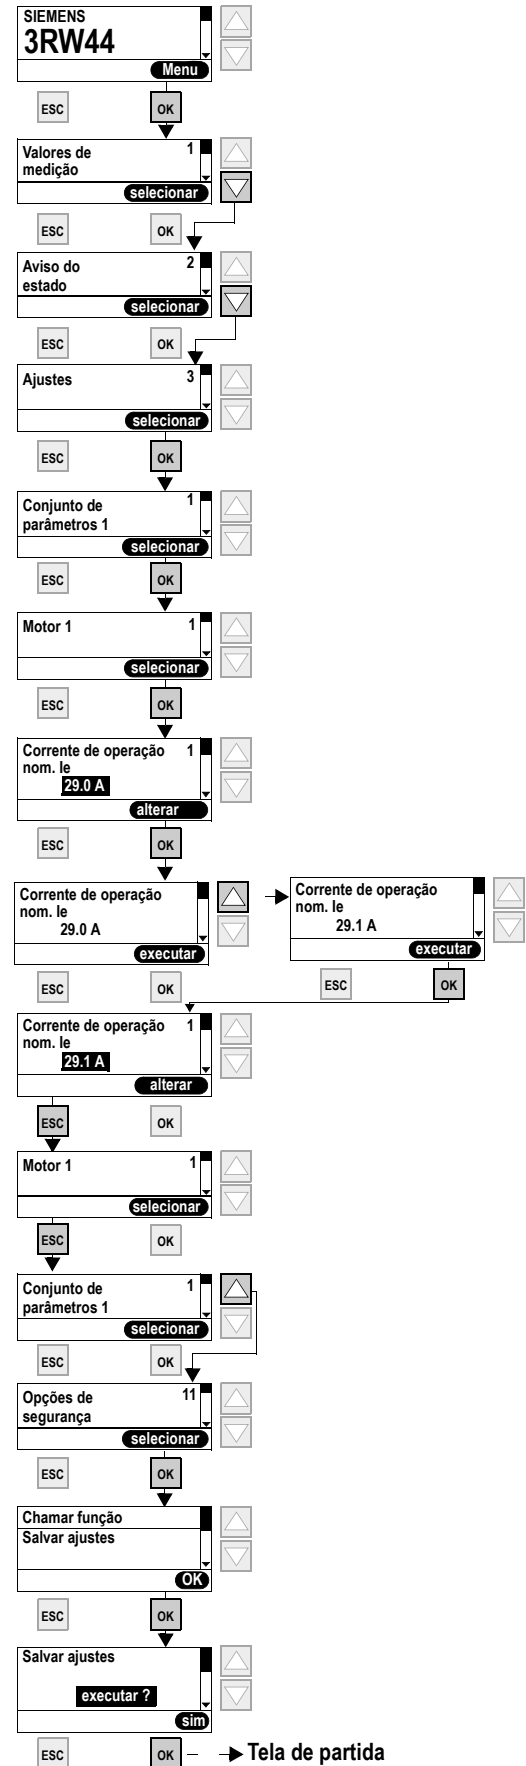 SIEMENS
3RW44
Menu
ESC OK
Valores de 1
medição
selecionar
ESC OK
Aviso do 2
estado
selecionar
ESC OK
Ajustes 3
selecionar
ESC OK
Conjunto de 1
parâmetros 1
selecionar
ESC OK
Motor 1 1
selecionar
ESC OK
Corrente de operação 1
nom. le
29.0 A
alterar
ESC OK
Corrente de operação
nom. le
29.0 A
executar
ESC OK
Corrente de operação
nom. le
29.1 A
executar
ESC OK
Corrente de operação 1
nom. le
29.1 A
alterar
ESC OK
Motor 1 1
selecionar
ESC OK
Conjunto de 1
parâmetros 1
selecionar
ESC OK
Opções de 11
segurança
selecionar
ESC OK
Chamar função
Salvar ajustes
OK
ESC OK
Salvar ajustes
executar ?
sim
ESC OK Tela de partida